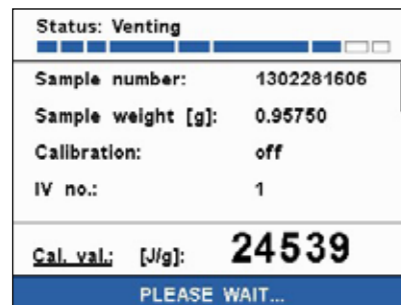 Status: Venting
Sample number: 1302281606
Sample weight [g]: 0.95750
Calibration: off
IV no.: 1
Cal. val.: [J/g]: 24539
PLEASE WAIT...